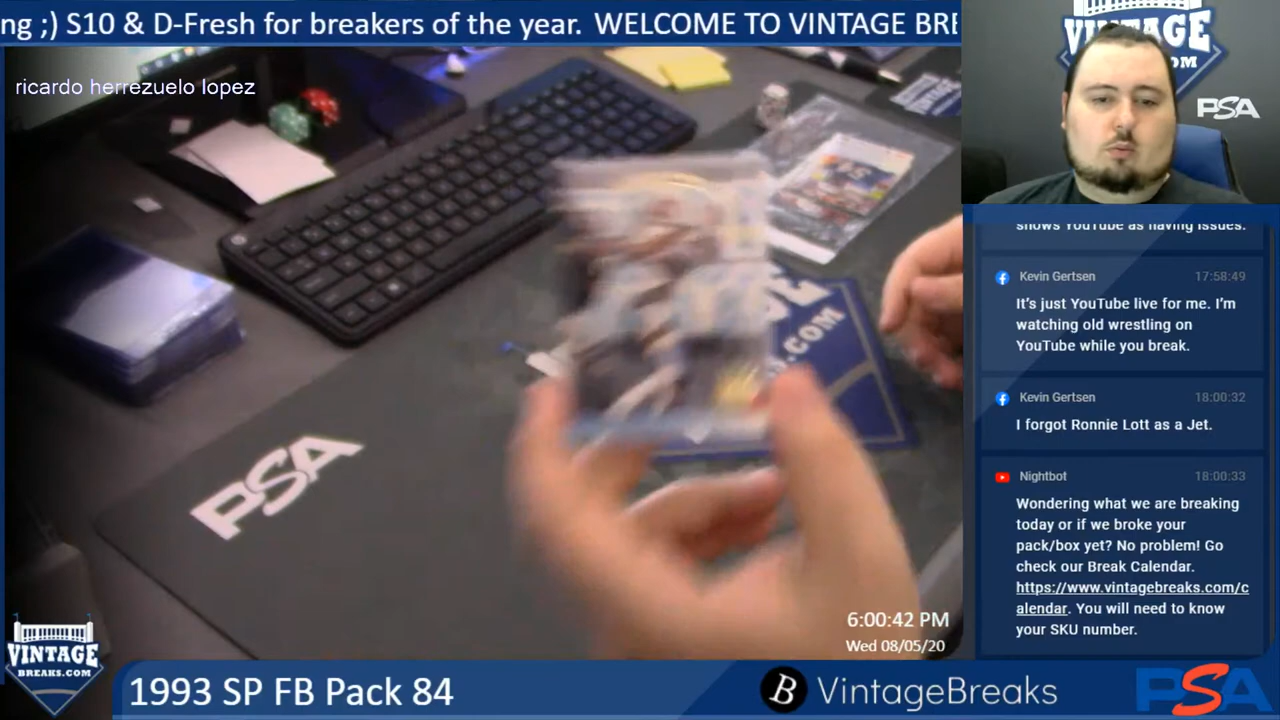 ng ;) S10 & D-Fresh for breakers of the year. WELCOME TO VINTAGE BRE
ricardo herrezuelo lopez
VINTAGE
PSA
shows YouTube as having issues.
Kevin Gertsen 17:58:49
It's just YouTube live for me. I'm
watching old wrestling on
YouTube while you break.
Kevin Gertsen 18:00:32
I forgot Ronnie Lott as a Jet.
Nightbot 18:00:33
Wondering what we are breaking
today or if we broke your
pack/box yet? No problem! Go
check our Break Calendar.
https://www.vintagebreaks.com/c
alendar. You will need to know
your SKU number.
.COM
PSA
6:00:42 PM
Wed 08/05/20
VINTAGE
BREAKS.COM
1993 SP FB Pack 84
B VintageBreaks
PSA